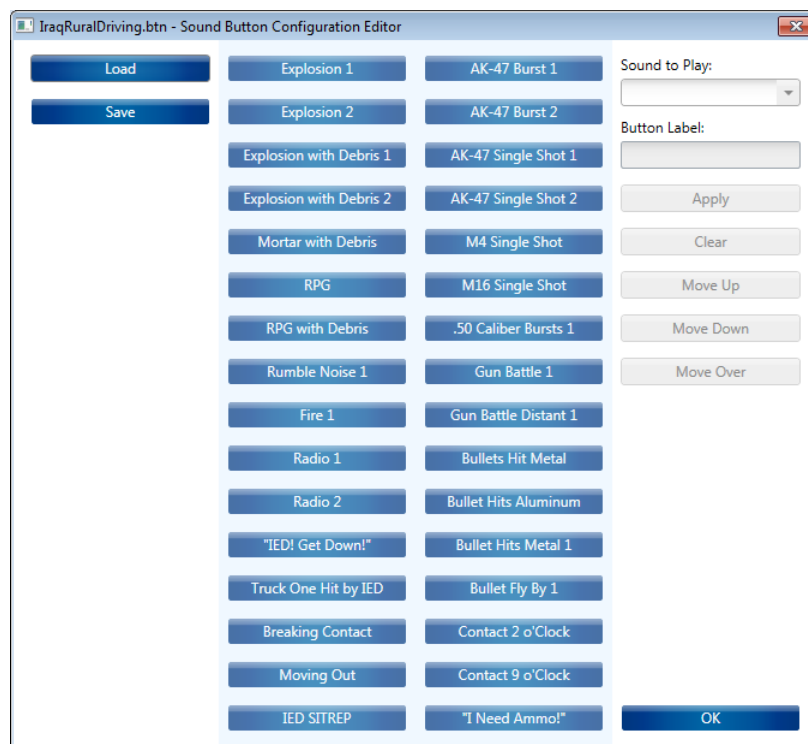 IraqRuralDriving.btn - Sound Button Configuration Editor
Load
Save
Explosion 1
Explosion 2
Explosion with Debris 1
Explosion with Debris 2
Mortar with Debris
RPG
RPG with Debris
Rumble Noise 1
Fire 1
Radio 1
Radio 2
"IED! Get Down!"
Truck One Hit by IED
Breaking Contact
Moving Out
IED SITREP
AK-47 Burst 1
AK-47 Burst 2
AK-47 Single Shot 1
AK-47 Single Shot 2
M4 Single Shot
M16 Single Shot
.50 Caliber Bursts 1
Gun Battle 1
Gun Battle Distant 1
Bullets Hit Metal
Bullet Hits Aluminum
Bullet Hits Metal 1
Bullet Fly By 1
Contact 2 o'Clock
Contact 9 o'Clock
"I Need Ammo!"
Sound to Play:
Button Label:
Apply
Clear
Move Up
Move Down
Move Over
OK